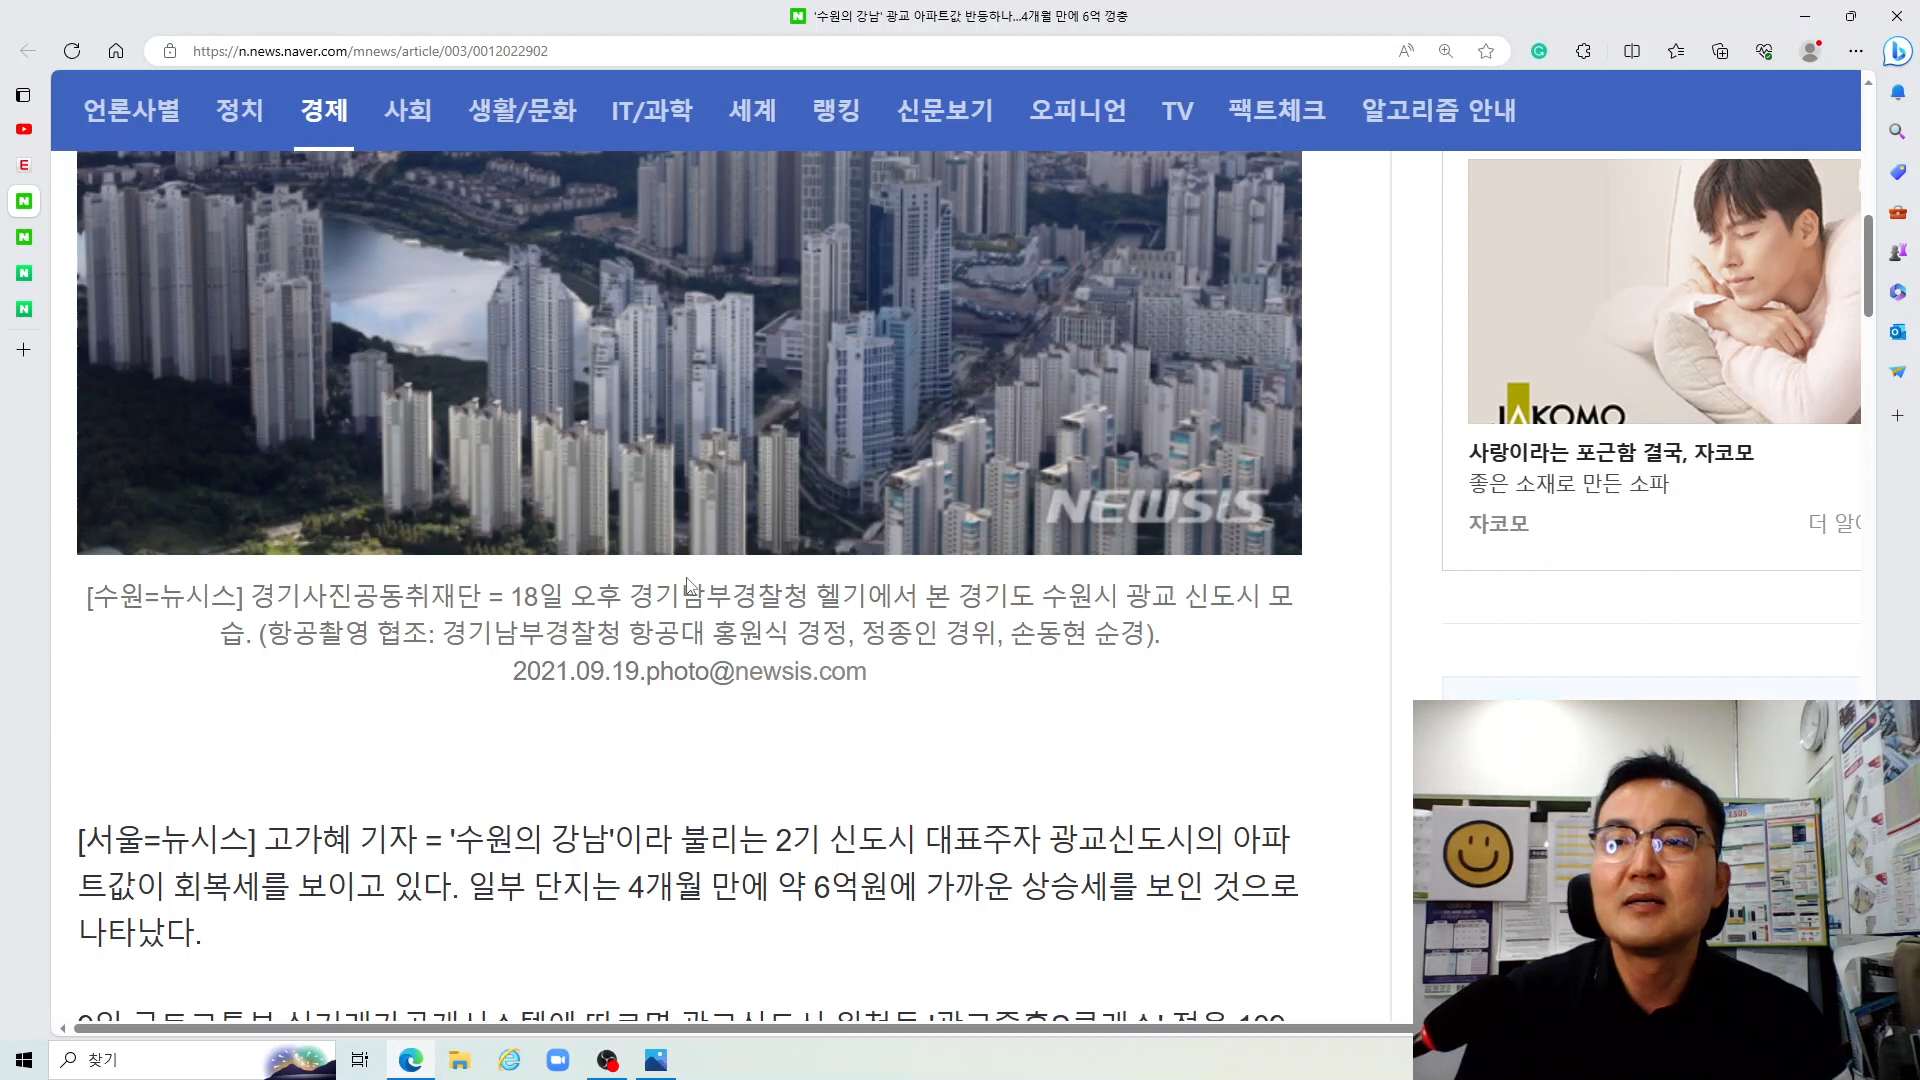 '수원의 강남' 광교 아파트값 반등하나...4개월 만에 6억 껑충
https://n.news.naver.com/mnews/article/003/0012022902
언론사별 정치 경제 사회 생활/문화 IT/과학 세계 랭킹 신문보기 오피니언 TV 팩트체크 알고리즘 안내
NEWSIS
JAKOMO
사랑이라는 포근함 결국, 자코모
좋은 소재로 만든 소파
자코모
더
[수원=뉴시스] 경기사진공동취재단 = 18일 오후 경기남부경찰청 헬기에서 본 경기도 수원시 광교 신도시 모
습. (항공촬영 협조: 경기남부경찰청 항공대 홍원식 경정, 정종인 경위, 손동현 순경).
2021.09.19.photo@newsis.com
[서울=뉴시스] 고가혜 기자 = '수원의 강남'이라 불리는 2기 신도시 대표주자 광교신도시의 아파
트값이 회복세를 보이고 있다. 일부 단지는 4개월 만에 약 6억원에 가까운 상승세를 보인 것으로
나타났다.
찾기